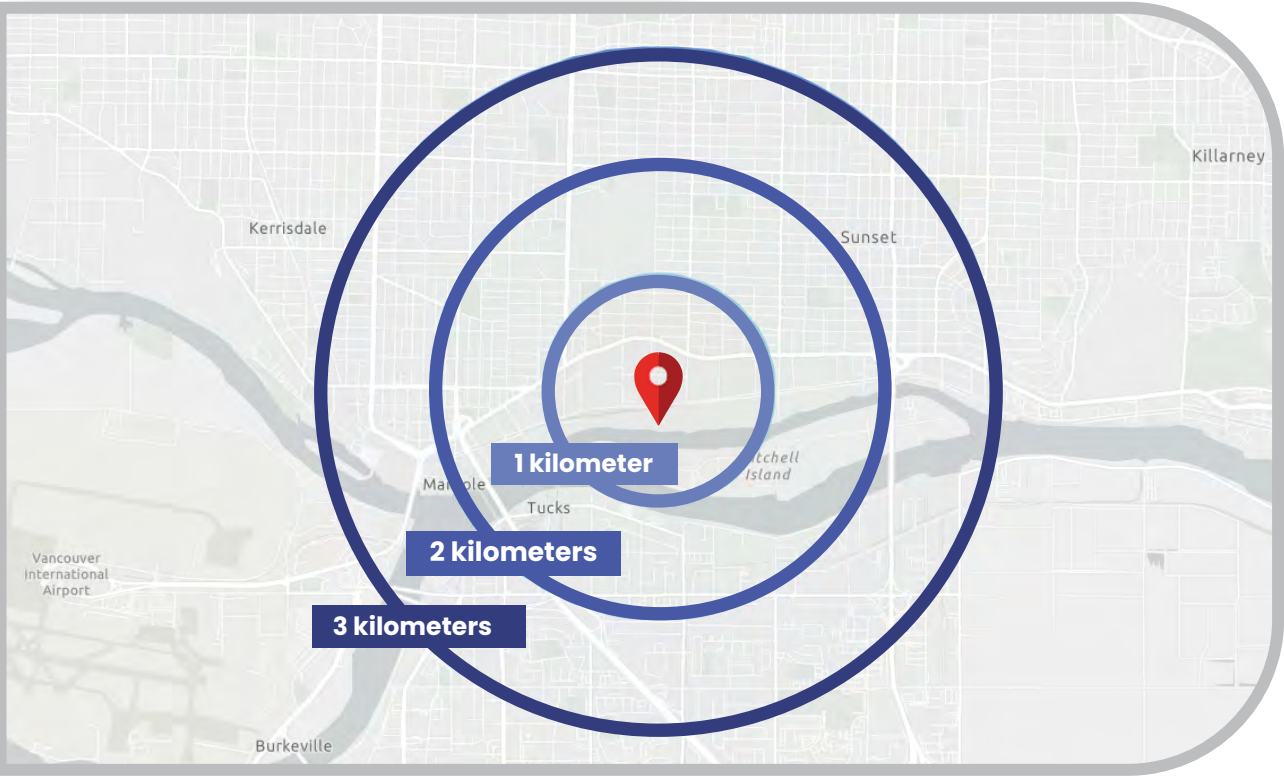 Killarney
Kerrisdale
Sunset
1 kilometer
Island
Tucks
2 kilometers
Vancouver
International
Airport
3 kilometers
Burkeville